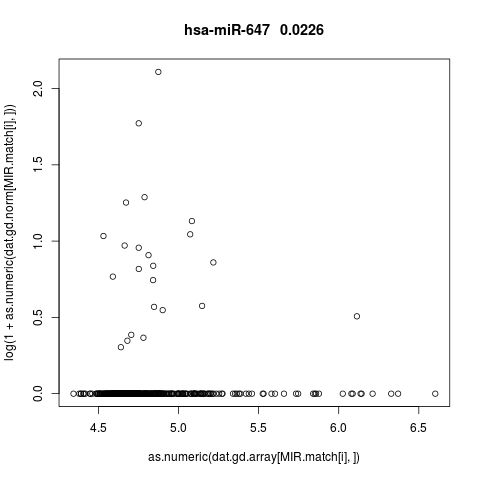 hsa-miR-647 0.0226
log(1 + as.numeric(dat.gd.norm[MIR.match[i], ]))
2.0
1.5
1.0
0.5
0.0
4.5 5.0 5.5 6.0 6.5
as.numeric(dat.gd.array[MIR.match[i], ])